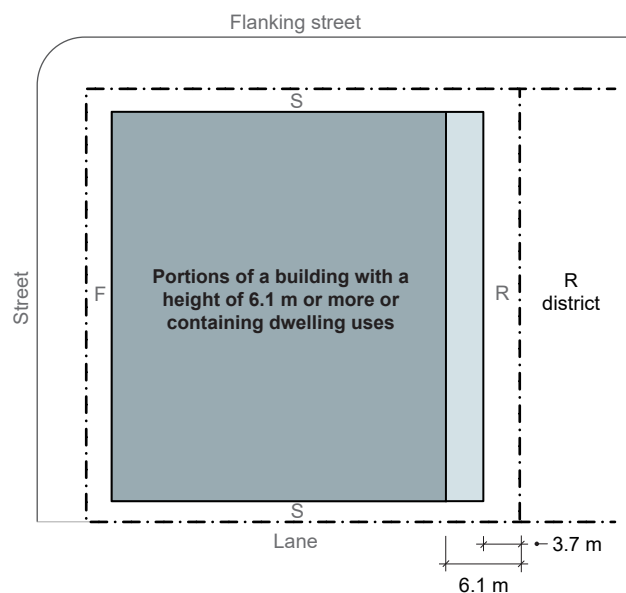 Flanking street
S
Portions of a building with a
height of 6.1 m or more or
containing dwelling uses
Street
F
R
R
district
S
Lane
3.7 m
6.1 m